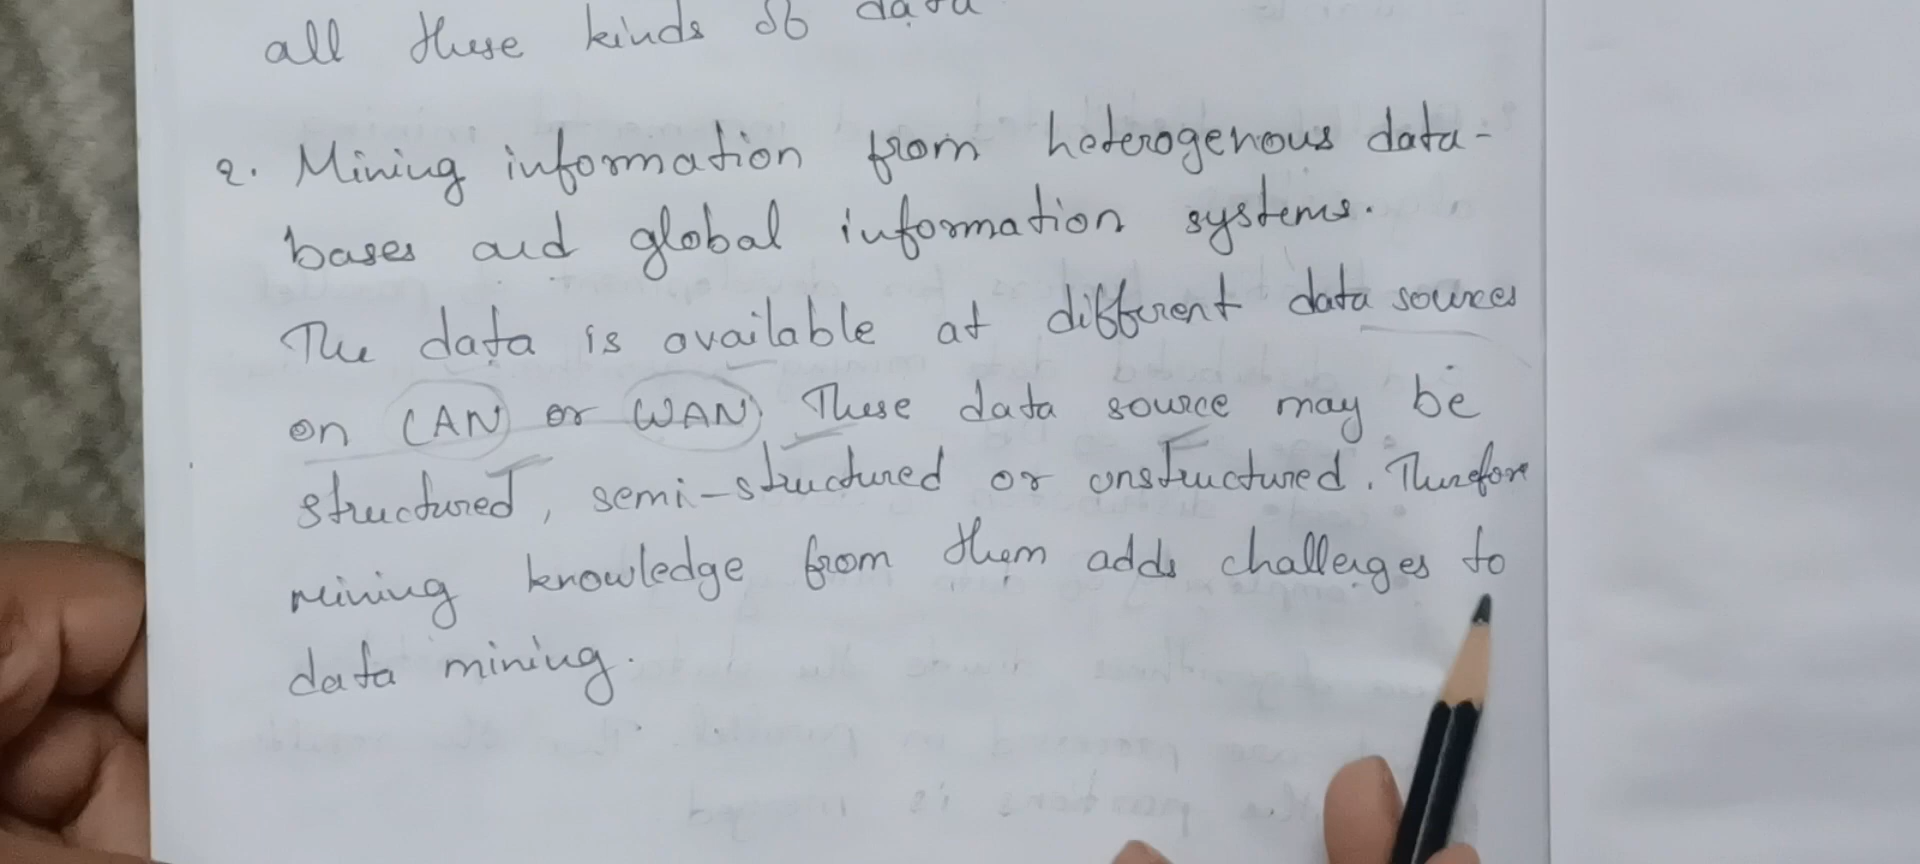 all these kinds of data
2. Mining information from heterogenous data-
bases and global information systems.
The data is available at different data sources
on LAN or WAN. These data source may be
structured, semi-structured or unstructured. Therefore
mining knowledge from them adds challenges to
data mining.